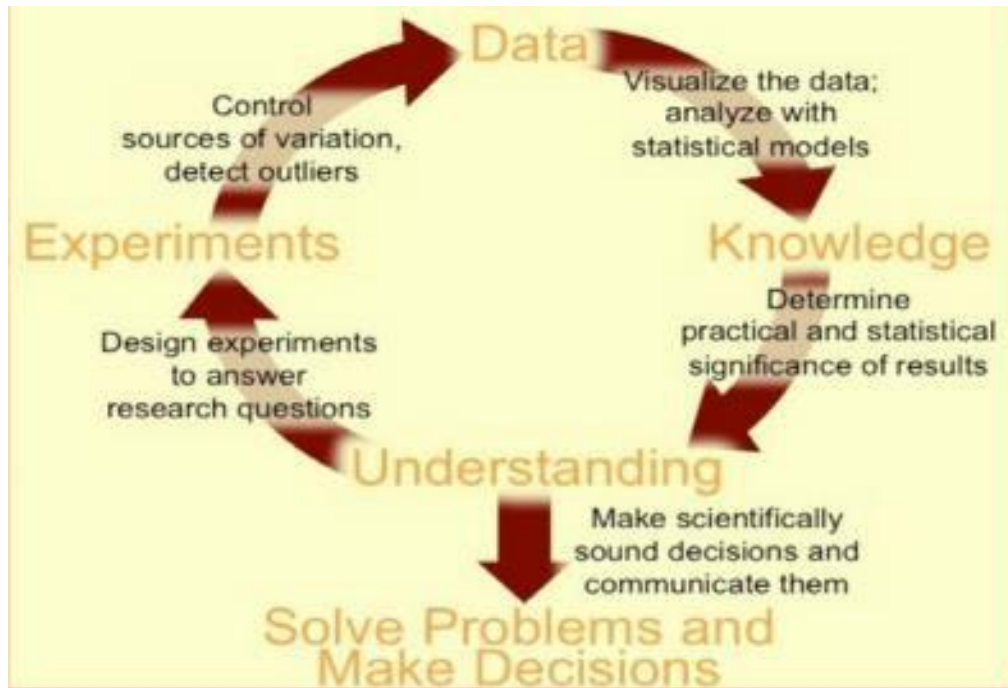 Data
Visualize the data;
analyze with
statistical models
Knowledge
Determine
practical and statistical
significance of results
Understanding
Make scientifically
sound decisions and
communicate them
Solve Problems and
Make Decisions
Design experiments
to answer
research questions
Experiments
Control
sources of variation,
detect outliers